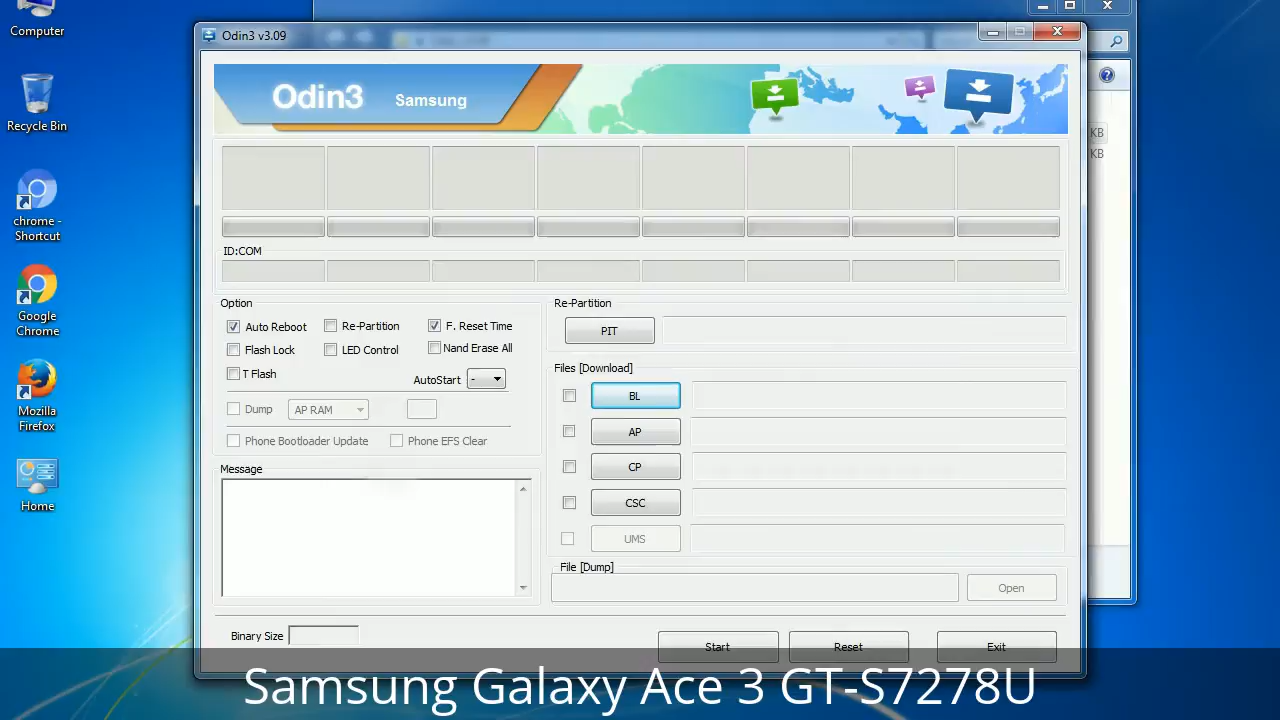 Computer
Recycle Bin
chrome -
Shortcut
Google
Chrome
Mozilla
Firefox
Home
Odin3 v3.09
Odin3 Samsung
KB
KB
ID:COM
Option
Auto Reboot
Re-Partition
F. Reset Time
Flash Lock
LED Control
Nand Erase All
T Flash
AutoStart -
Dump AP RAM
Phone Bootloader Update
Phone EFS Clear
Message
Re-Partition
PIT
Files [Download]
BL
AP
CP
CSC
UMS
File [Dump]
Open
Binary Size
Start
Reset
Exit
Samsung Galaxy Ace 3 GT-S7278U